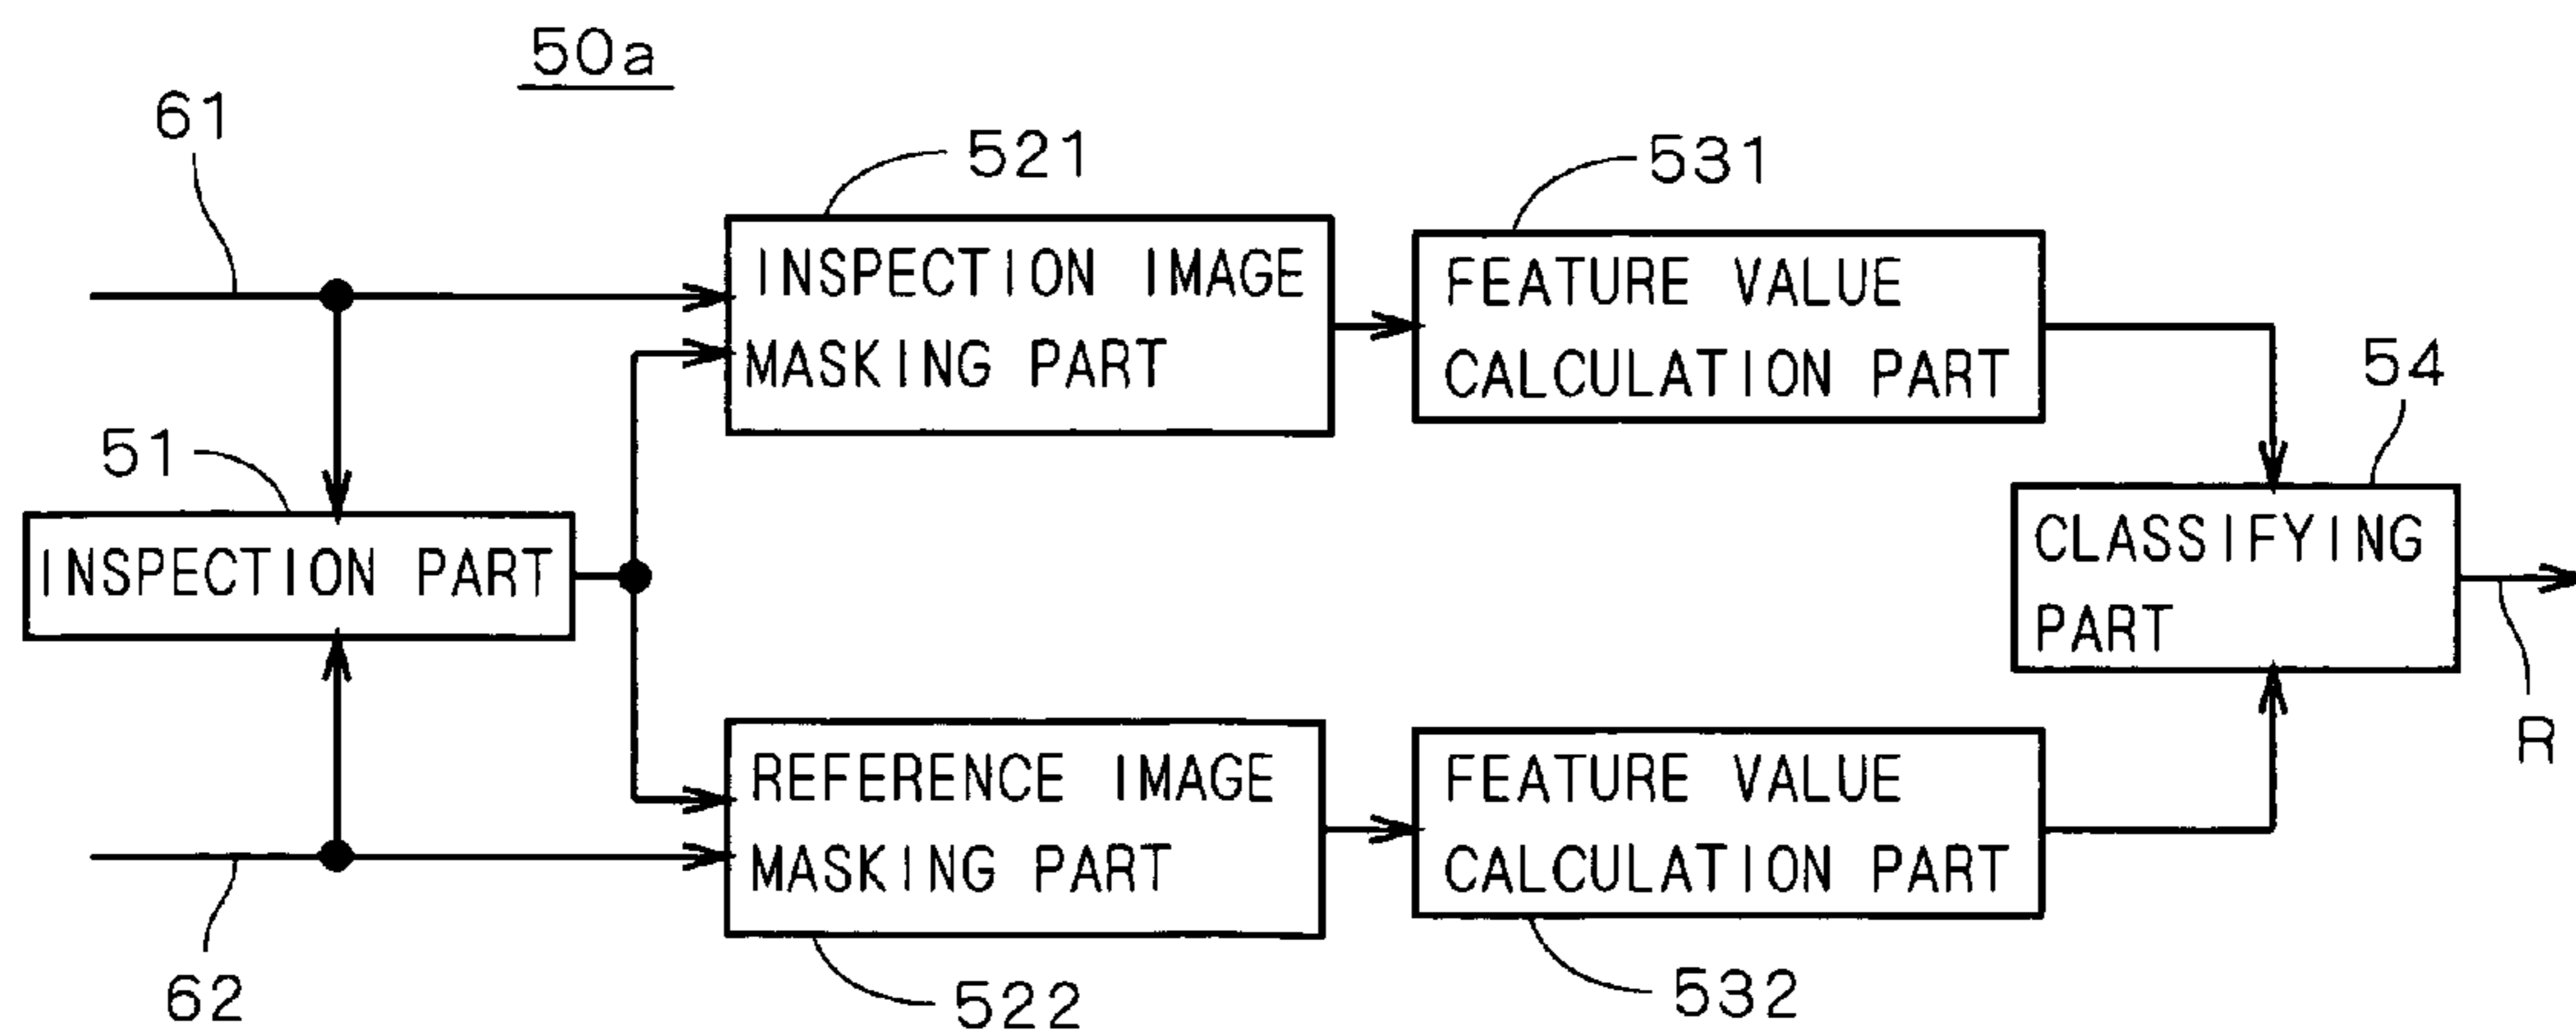 50a
61
521
531
INSPECTION IMAGE
MASKING PART
FEATURE VALUE
CALCULATION PART
54
51
INSPECTION PART
CLASSIFYING
PART
R
REFERENCE IMAGE
MASKING PART
FEATURE VALUE
CALCULATION PART
62
522
532